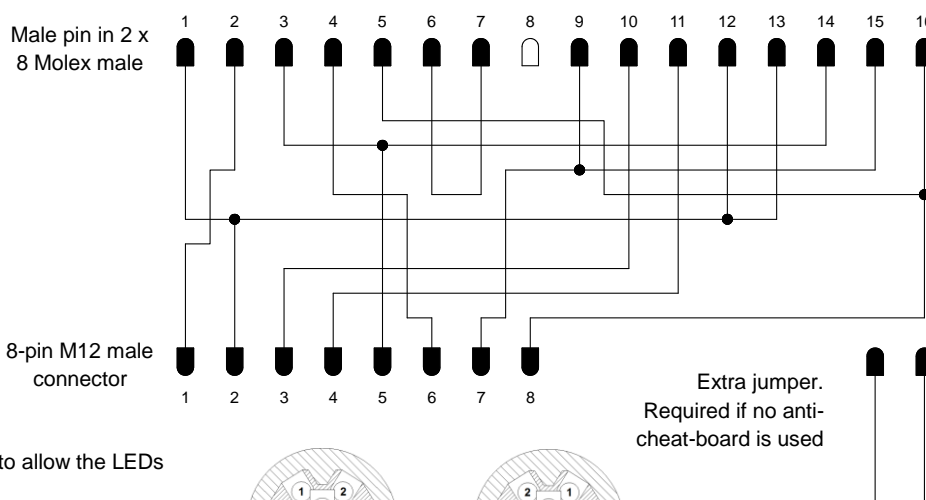 1 2 3 4 5 6 7 8 9 10 11 12 13 14 15 16
Male pin in 2 x
8 Molex male
8-pin M12 male
connector
1 2 3 4 5 6 7 8
Extra jumper.
Required if no anti-
cheat-board is used
to allow the LEDs
1 2
2 1